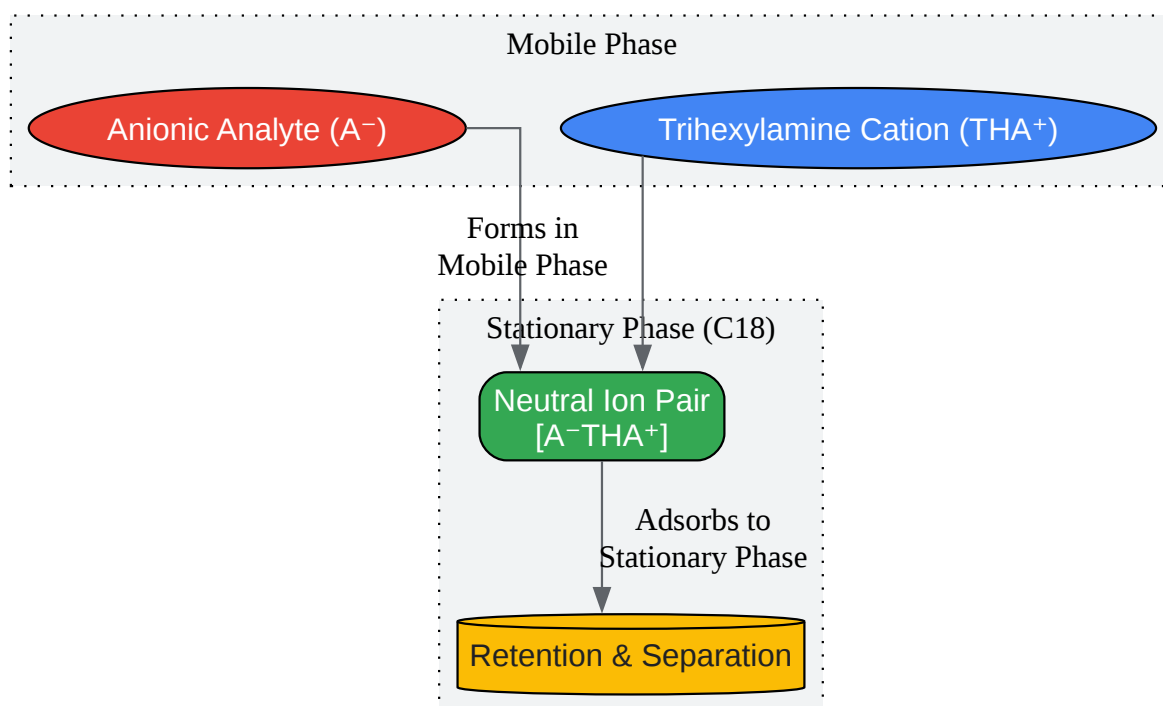 Mobile Phase
Anionic Analyte (A⁻)
Trihexylamine Cation (THA⁺)
Forms in
Mobile Phase
Stationary Phase (C18)
Neutral Ion Pair
[A⁻THA⁺]
Adsorbs to
Stationary Phase
Retention & Separation